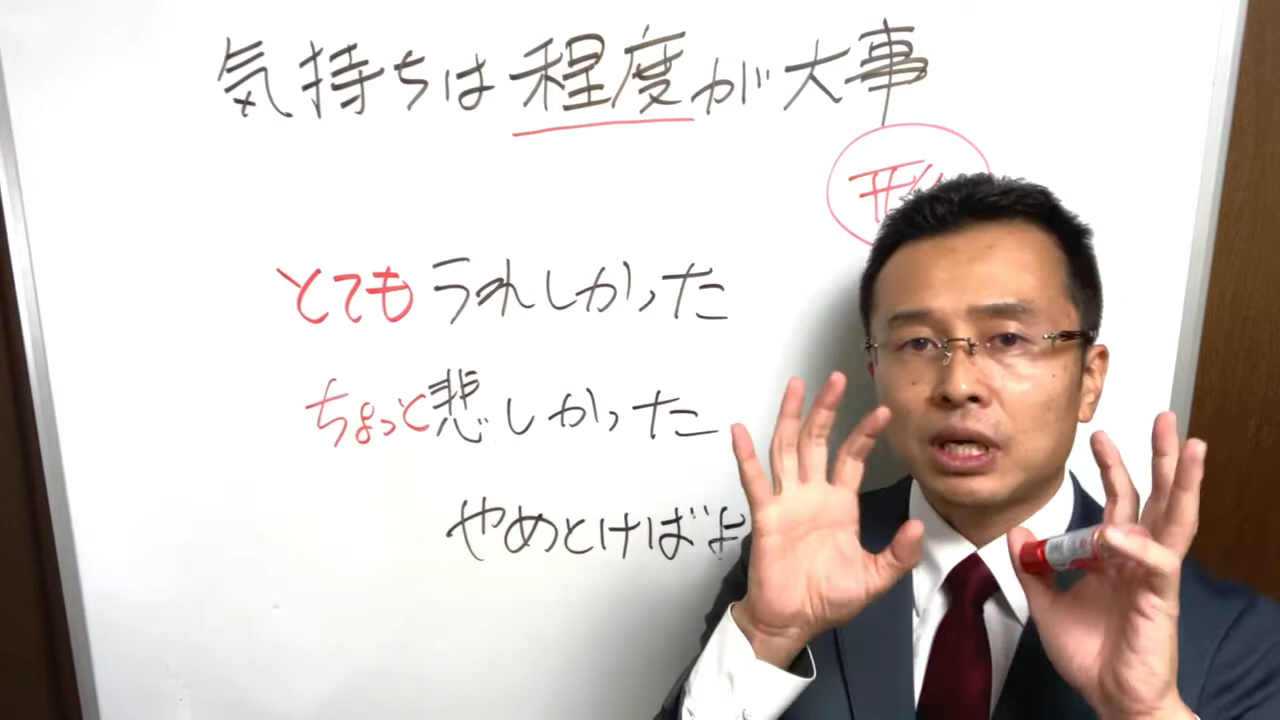 気持ちは程度が大事
とてもうれしかった
ちょっと悲しかった
やめとけばよ